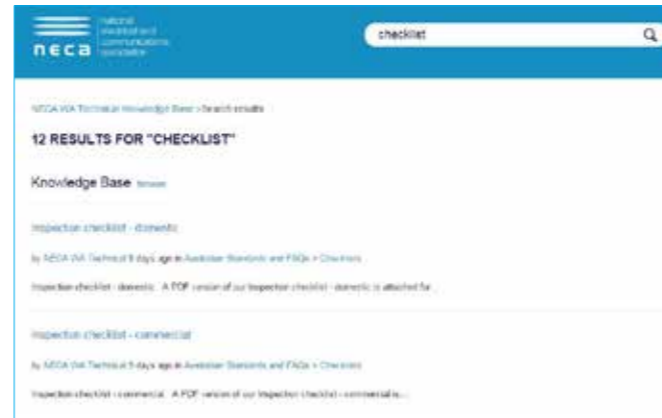 national
electrical and
communications
association
neca
checklist
NECA WA Technical Knowledge Base > Search results
12 RESULTS FOR "CHECKLIST"
Knowledge Base
Inspection checklist - domestic
by NECA WA Technical 5 days ago in Australian Standards and FAQs > Checklists
Inspection checklist - domestic. A PDF version of our Inspection checklist - domestic is attached for...
Inspection checklist - commercial
by NECA WA Technical 5 days ago in Australian Standards and FAQs > Checklists
Inspection checklist - commercial. A PDF version of our Inspection checklist - commercial is...